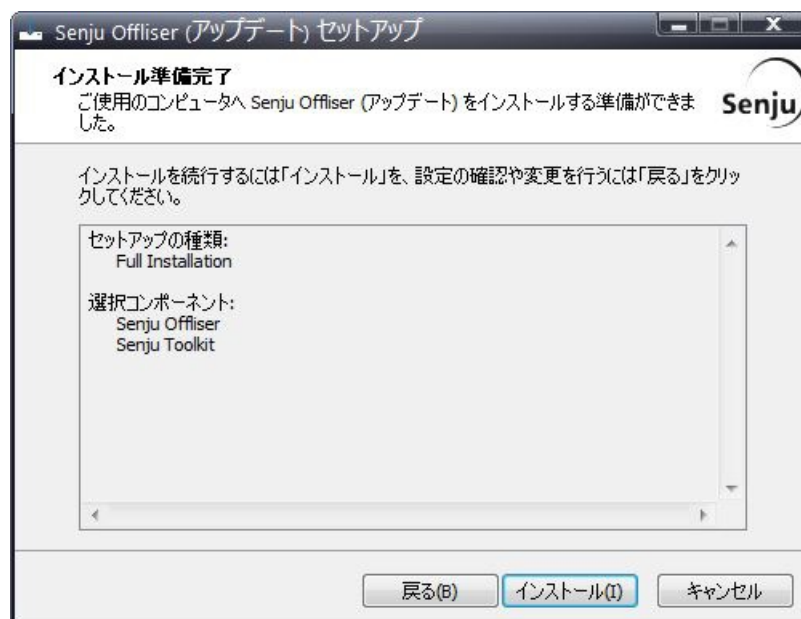 Senju Offliser (アップデート) セットアップ
インストール準備完了
ご使用のコンピュータへ Senju Offliser (アップデート) をインストールする準備ができま
した。
Senju
インストールを続行するには「インストール」を、設定の確認や変更を行うには「戻る」をクリッ
クしてください。
セットアップの種類:
Full Installation
選択コンポーネント:
Senju Offliser
Senju Toolkit
戻る(B)
インストール(I)
キャンセル